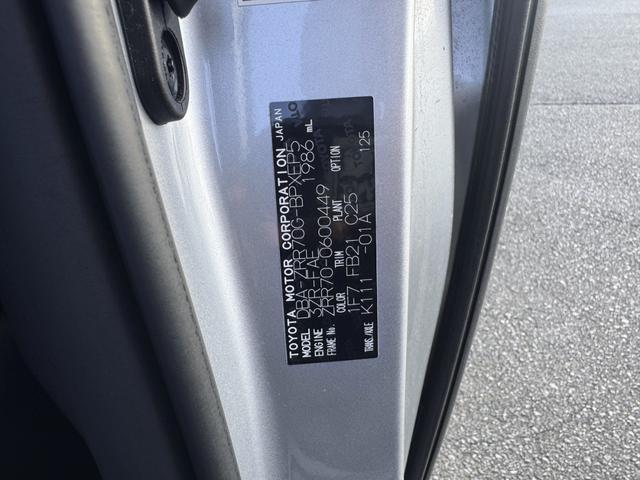 TOYOTA MOTOR CORPORATION JAPAN
MODEL DBA-ZRR70G-BPXEP5
ENGINE 3ZR-FAE 1986 mL
FRAME No. ZRR70-0600449
COLOR TRIM PLANT OPTION
1F7 FB21 C25 125
TRANS./AXLE K111 -01A